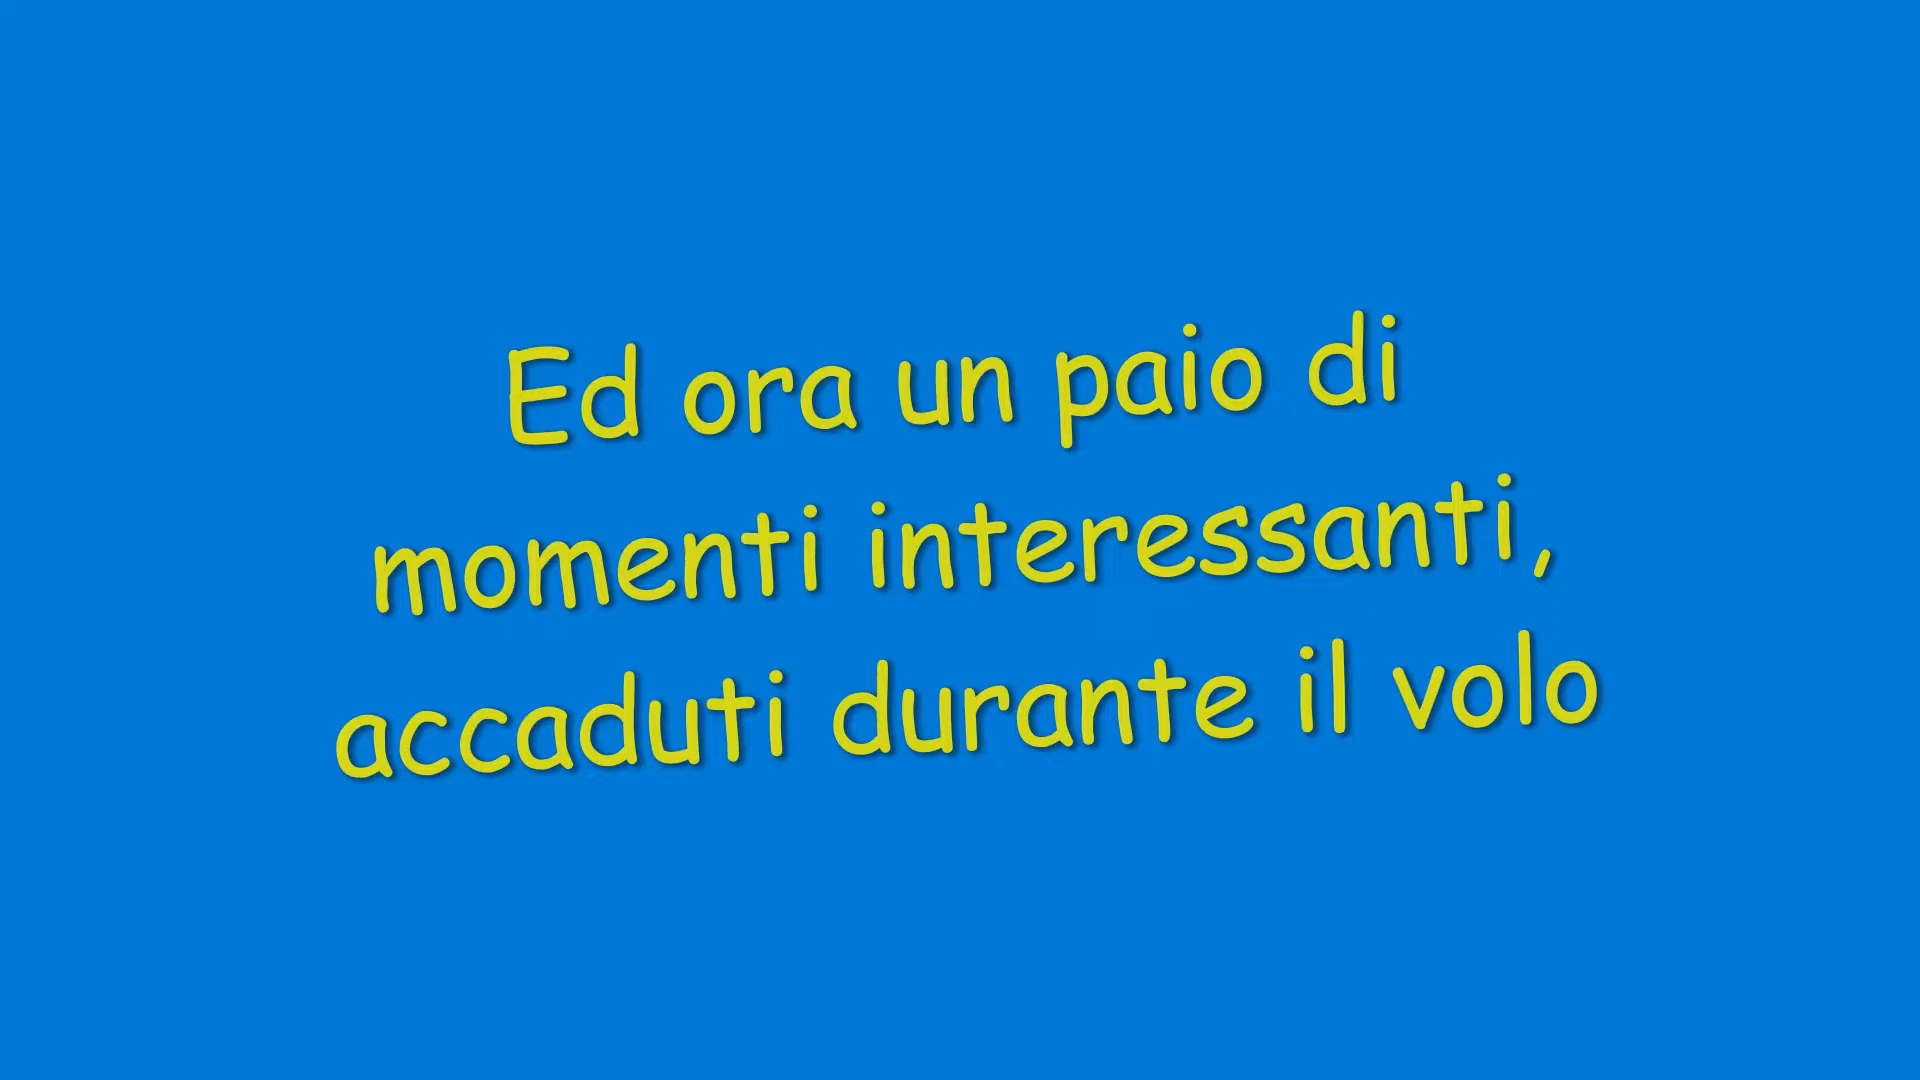 Ed ora un paio di
momenti interessanti,
accaduti durante il volo